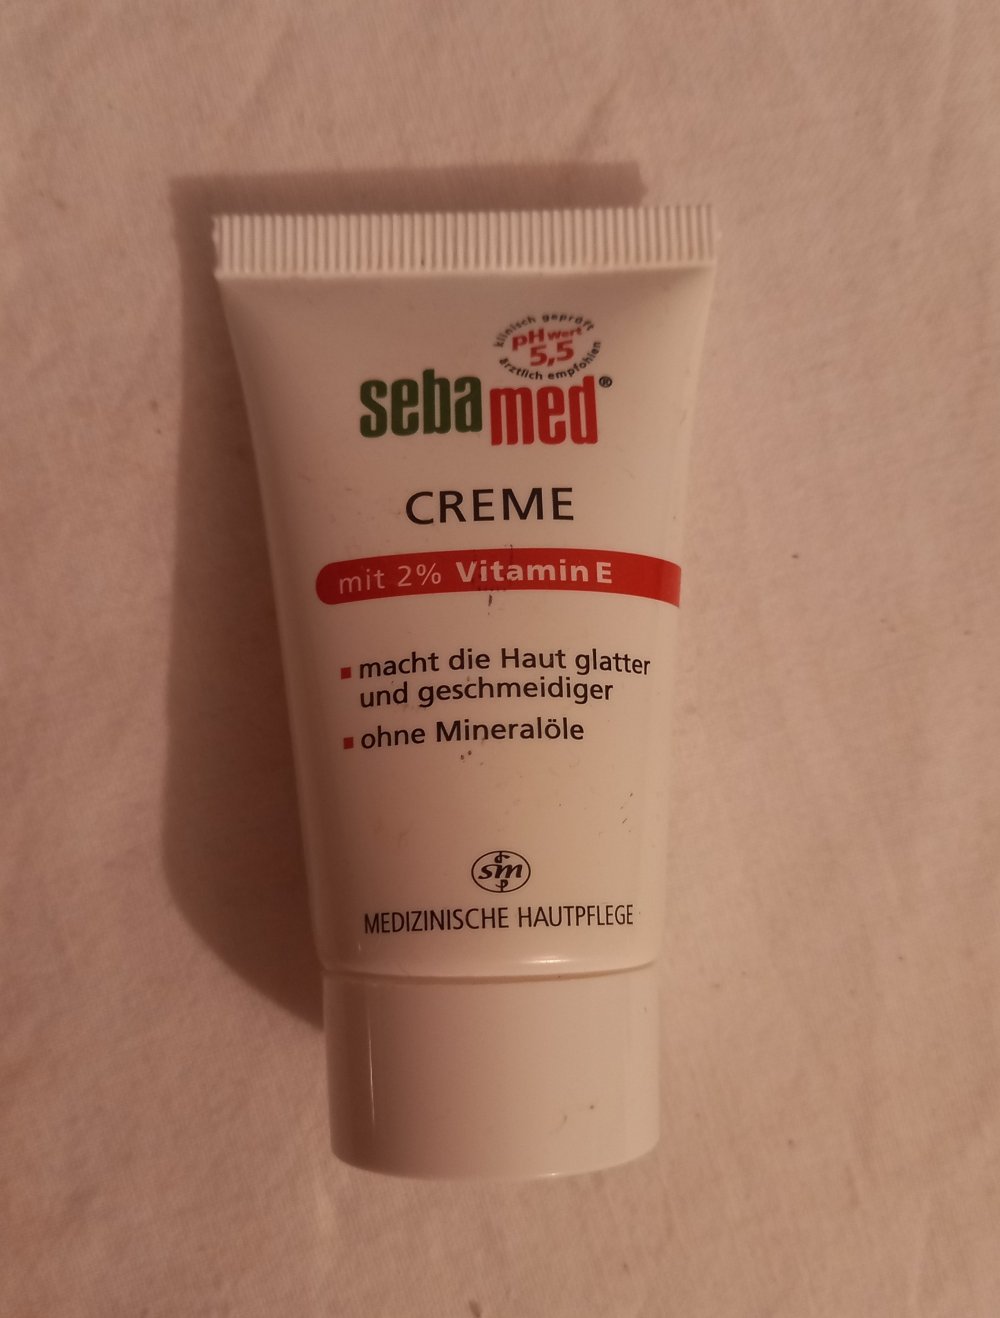 klinisch geprüft
pH Wert
5,5
ärztlich empfohlen
sebamed®
CREME
mit 2% Vitamin E
macht die Haut glatter
und geschmeidiger
ohne Mineralöle
sm
MEDIZINISCHE HAUTPFLEGE